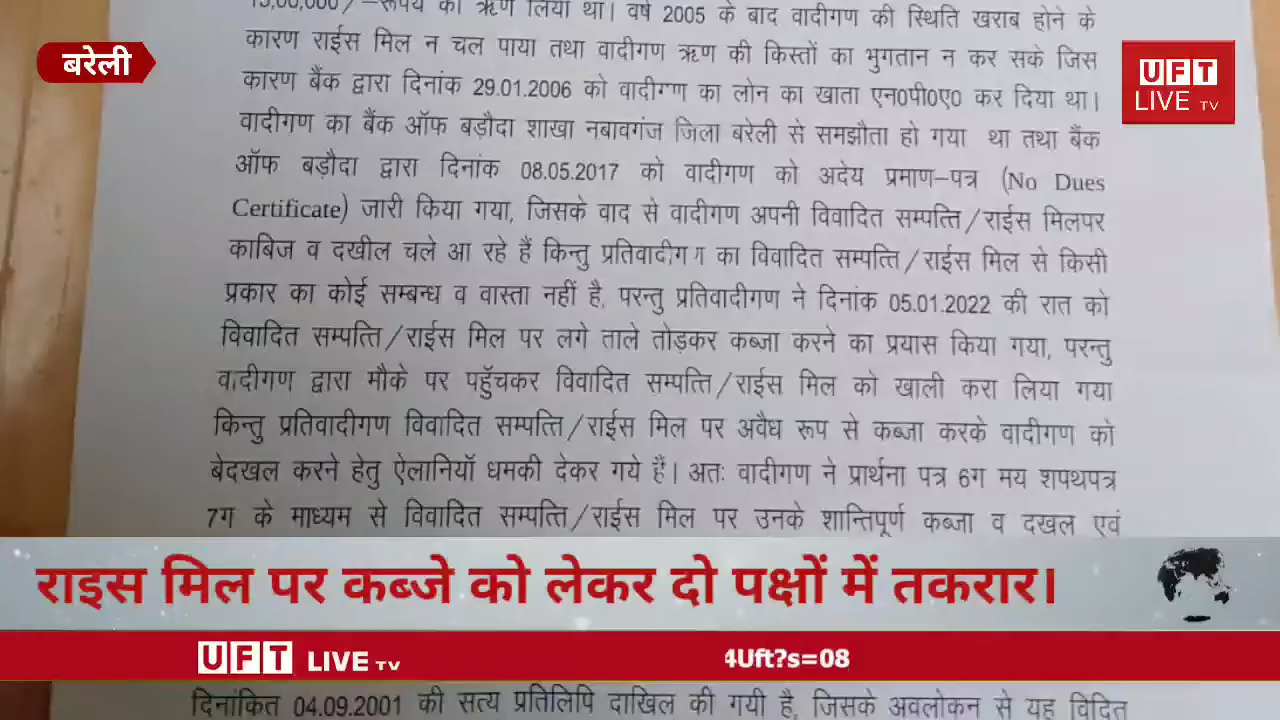 15,00,000/–रूपये का ऋण लिया था। वर्ष 2005 के बाद वादीगण की स्थिति खराब होने के
बरेली
कारण राईस मिल न चल पाया तथा वादीगण ऋण की किस्तों का भुगतान न कर सके जिस
UFT
LIVE TV
कारण बैंक द्वारा दिनांक 29.01.2006 को वादीगण का लोन का खाता एन0पी0ए0 कर दिया था।
वादीगण का बैंक ऑफ बड़ौदा शाखा नबावगंज जिला बरेली से समझौता हो गया था तथा बैंक
ऑफ बड़ौदा द्वारा दिनांक 08.05.2017 को वादीगण को अदेय प्रमाण–पत्र (No Dues
Certificate) जारी किया गया, जिसके वाद से वादीगण अपनी विवादित सम्पत्ति/राईस मिलपर
काबिज व दखील चले आ रहे हैं किन्तु प्रतिवादीगण का विवादित सम्पत्ति/राईस मिल से किसी
प्रकार का कोई सम्बन्ध व वास्ता नहीं है, परन्तु प्रतिवादीगण ने दिनांक 05.01.2022 की रात को
विवादित सम्पत्ति/राईस मिल पर लगे ताले तोड़कर कब्जा करने का प्रयास किया गया, परन्तु
वादीगण द्वारा मौके पर पहुँचकर विवादित सम्पत्ति/राईस मिल को खाली करा लिया गया
किन्तु प्रतिवादीगण विवादित सम्पत्ति/राईस मिल पर अवैध रूप से कब्जा करके वादीगण को
बेदखल करने हेतु ऐलानियाँ धमकी देकर गये हैं। अतः वादीगण ने प्रार्थना पत्र 6ग मय शपथपत्र
7ग के माध्यम से विवादित सम्पत्ति/राईस मिल पर उनके शान्तिपूर्ण कब्जा व दखल एवं
राइस मिल पर कब्जे को लेकर दो पक्षों में तकरार।
UFT LIVE TV
4Uft?s=08
दिनांकित 04.09.2001 की सत्य प्रतिलिपि दाखिल की गयी है, जिसके अवलोकन से यह विदित